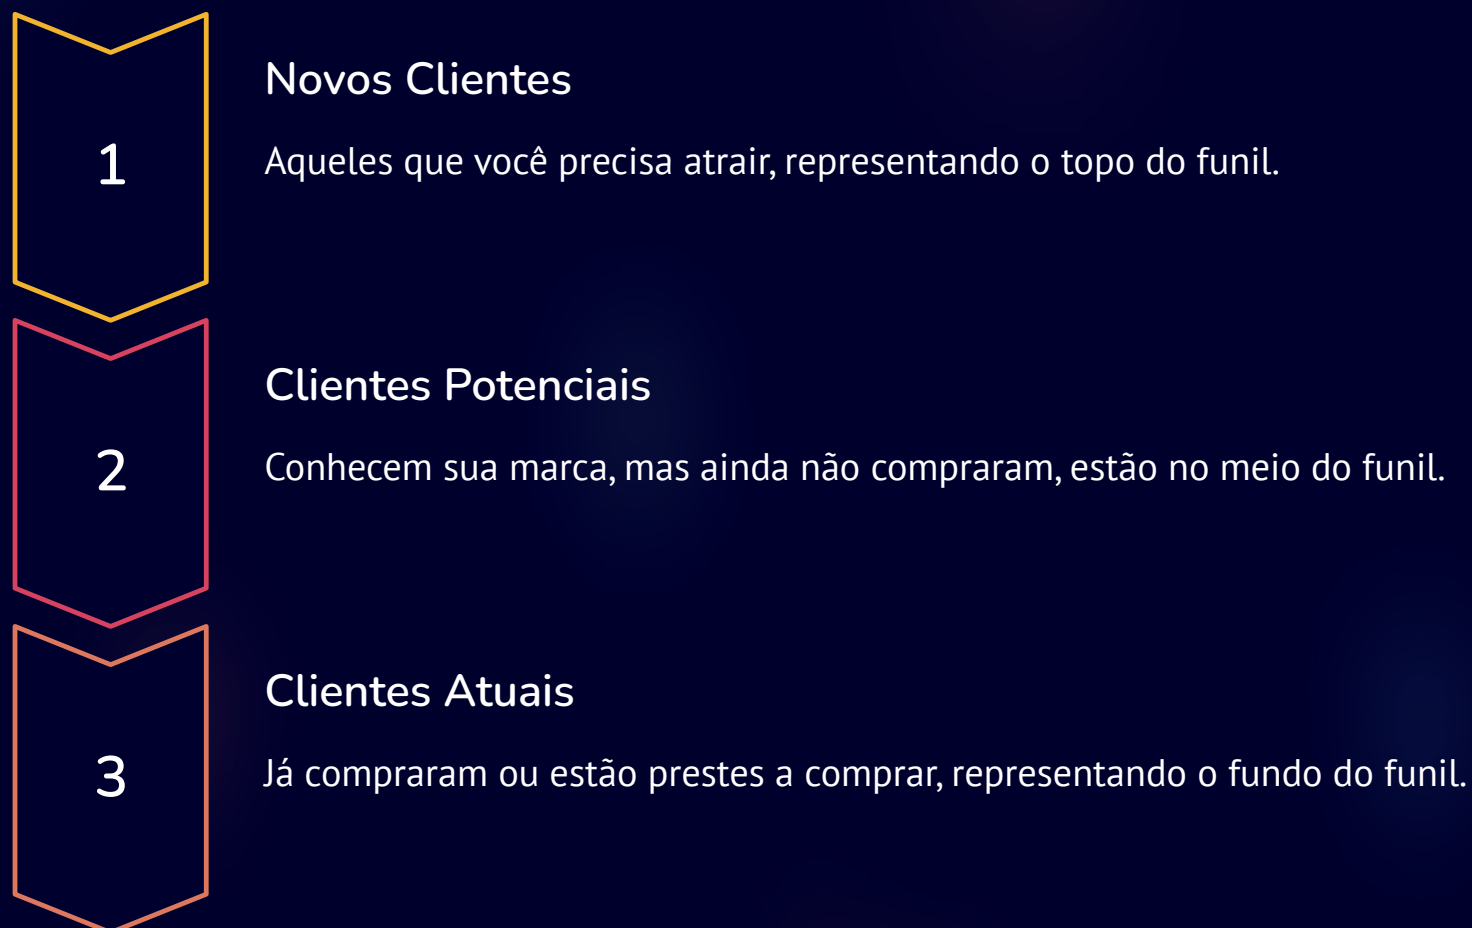 1
Novos Clientes
Aqueles que você precisa atrair, representando o topo do funil.
2
Clientes Potenciais
Conhecem sua marca, mas ainda não compraram, estão no meio do funil.
3
Clientes Atuais
Já compraram ou estão prestes a comprar, representando o fundo do funil.